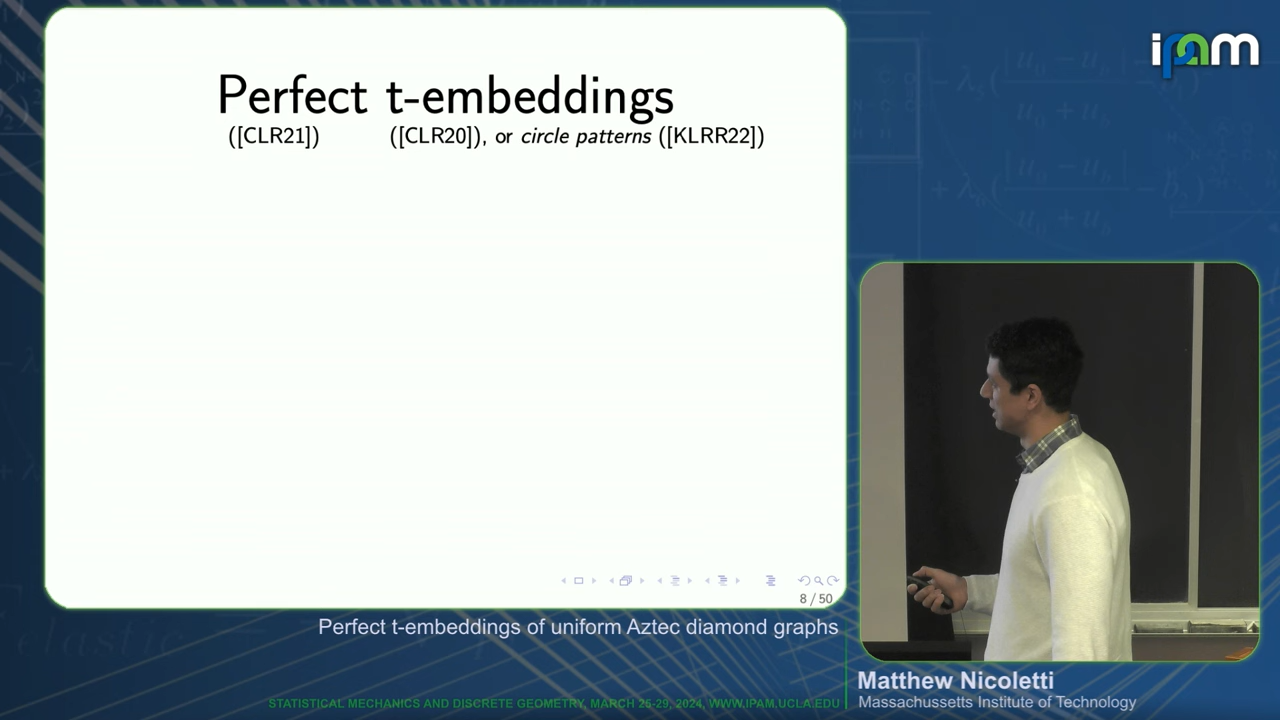 Perfect t-embeddings
([CLR21]) ([CLR20]), or circle patterns ([KLRR22])
8 / 50
Perfect t-embeddings of uniform Aztec diamond graphs
ipam
Matthew Nicoletti
Massachussetts Institute of Technology
STATISTICAL MECHANICS AND DISCRETE GEOMETRY, MARCH 25-29, 2024, WWW.IPAM.UCLA.EDU
elastic